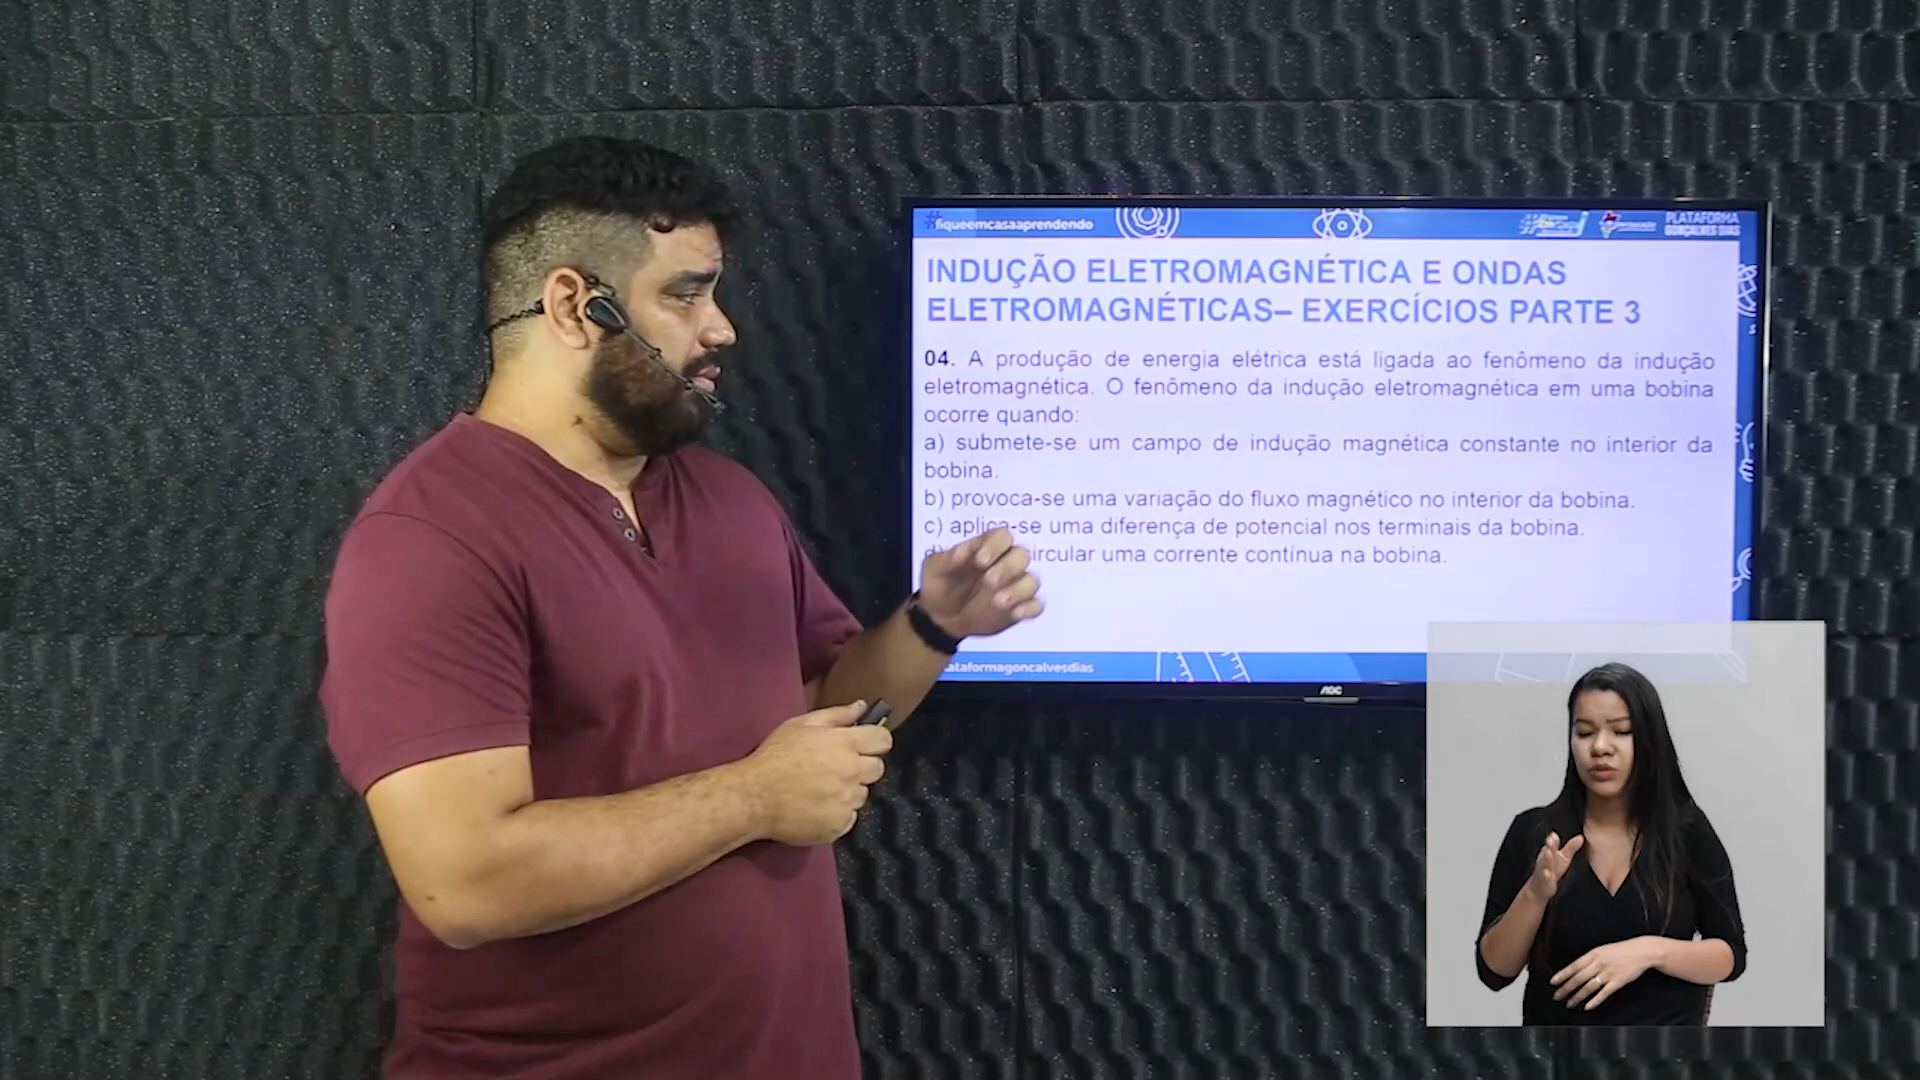 #fiqueemcasaaprendendo
PLATAFORMA
GONÇALVES DIAS
INDUÇÃO ELETROMAGNÉTICA E ONDAS
ELETROMAGNÉTICAS– EXERCÍCIOS PARTE 3
04. A produção de energia elétrica está ligada ao fenômeno da indução
eletromagnética. O fenômeno da indução eletromagnética em uma bobina
ocorre quando:
a) submete-se um campo de indução magnética constante no interior da
bobina.
b) provoca-se uma variação do fluxo magnético no interior da bobina.
c) aplica-se uma diferença de potencial nos terminais da bobina.
d) circular uma corrente contínua na bobina.
ataformagoncalvesdias
AOC